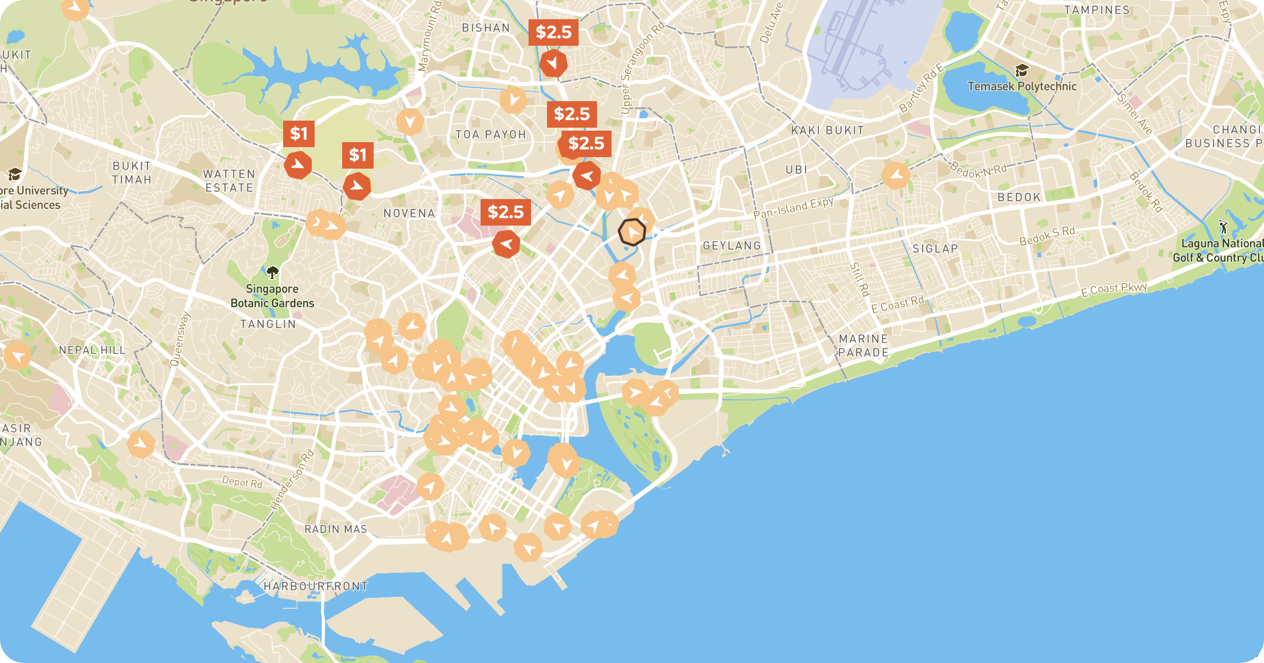 Singapore
TAMPINES
BISHAN
$2.5
Marymount Rd
Upper Serangoon Rd
Delu Ave
Expy
UKIT
H
Temasek Polytechnic
Bartley Rd E
Simei Ave
$2.5
$1
TOA PAYOH
$2.5
KAKI BUKIT
CHANGI
BUSINESS P
$1
BUKIT
TIMAH
WATTEN
ESTATE
UBI
Bedok N Rd
Bedok Rd
ore University
ial Sciences
NOVENA
$2.5
Pan-Island Expy
BEDOK
GEYLANG
SIGLAP
Bedok S Rd
Laguna National
Golf & Country Clu
Singapore
Botanic Gardens
Still Rd
E Coast Rd
E Coast Pkwy
TANGLIN
Queensway
NEPAL HILL
MARINE
PARADE
ASIR
NJANG
Depot Rd
Henderson Rd
RADIN MAS
HARBOURFRONT